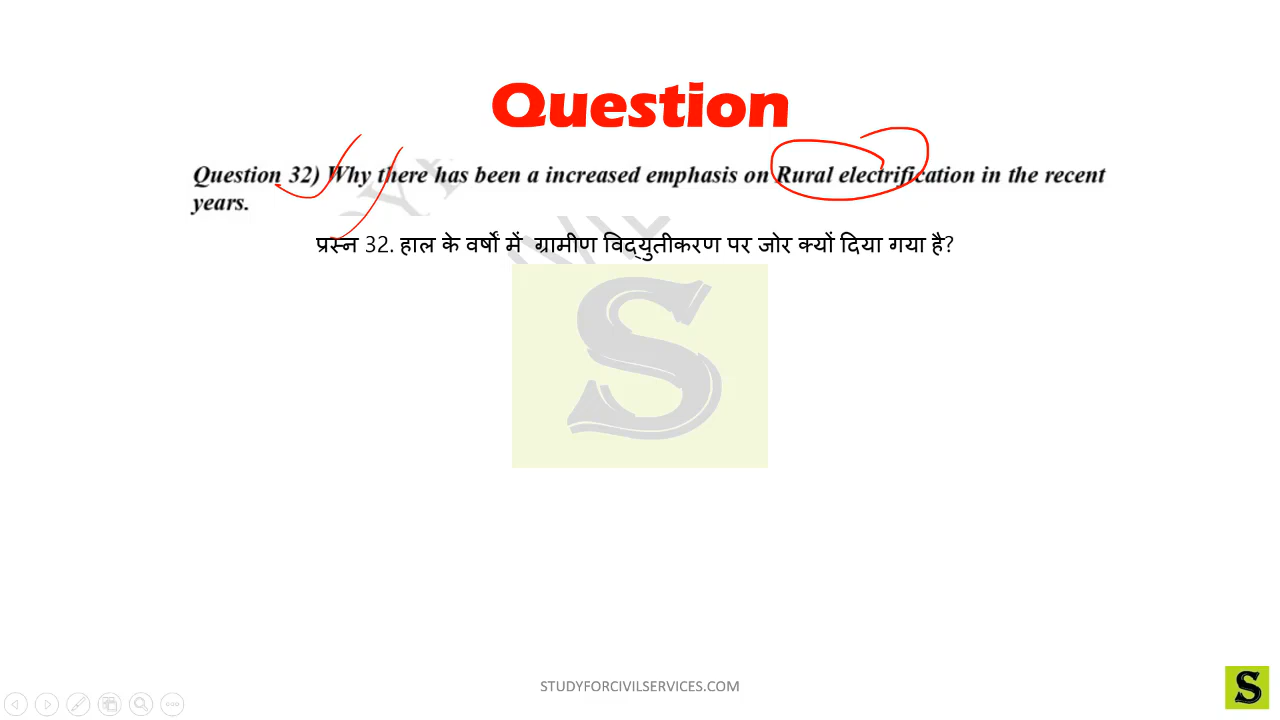 Question
Question 32) Why there has been a increased emphasis on Rural electrification in the recent
years.
प्रस्न 32. हाल के वर्षों में ग्रामीण विद्युतीकरण पर जोर क्यों दिया गया है?
S
STUDYFORCIVILSERVICES.COM
S